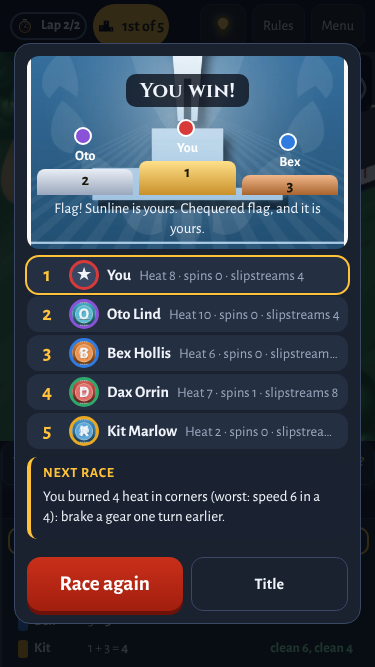 Lap 2/2
1st of 5
Rules
Menu
You win!
Oto
You
Bex
2
1
3
Flag! Sunline is yours. Chequered flag, and it is
yours.
1 ★ You Heat 8 · spins 0 · slipstreams 4
2 O Oto Lind Heat 10 · spins 0 · slipstreams 4
3 B Bex Hollis Heat 6 · spins 0 · slipstream...
4 D Dax Orrin Heat 7 · spins 1 · slipstreams 8
5 K Kit Marlow Heat 2 · spins 0 · slipstrea...
NEXT RACE
You burned 4 heat in corners (worst: speed 6 in a
4): brake a gear one turn earlier.
Race again
Title
Kit 1 + 3 = 4 clean 6, clean 4